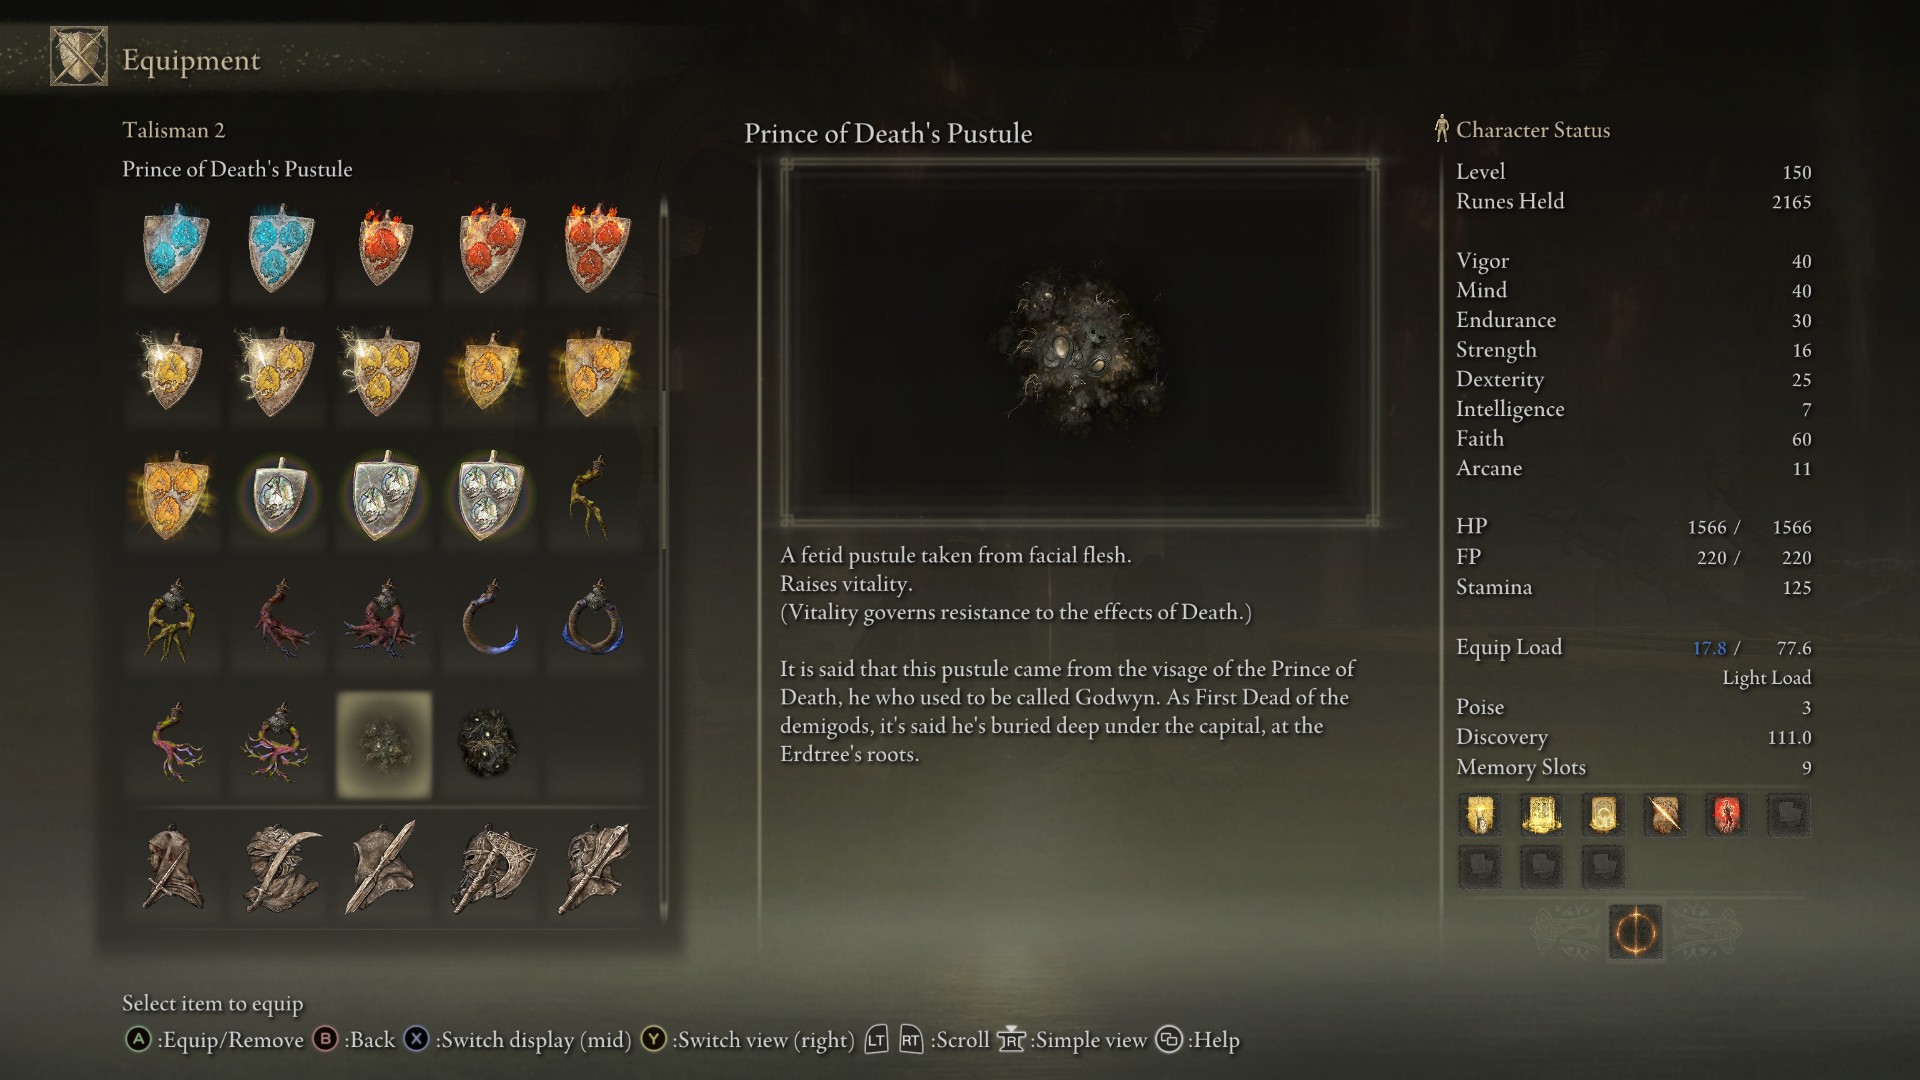 Equipment
Talisman 2
Prince of Death's Pustule
Prince of Death's Pustule
A fetid pustule taken from facial flesh.
Raises vitality.
(Vitality governs resistance to the effects of Death.)
It is said that this pustule came from the visage of the Prince of
Death, he who used to be called Godwyn. As First Dead of the
demigods, it's said he's buried deep under the capital, at the
Erdtree's roots.
Character Status
Level 150
Runes Held 2165
Vigor 40
Mind 40
Endurance 30
Strength 16
Dexterity 25
Intelligence 7
Faith 60
Arcane 11
HP 1566 / 1566
FP 220 / 220
Stamina 125
Equip Load 17.8 / 77.6
Light Load
Poise 3
Discovery 111.0
Memory Slots 9
Select item to equip
A :Equip/Remove B :Back X :Switch display (mid) Y :Switch view (right) LT RT :Scroll R :Simple view :Help